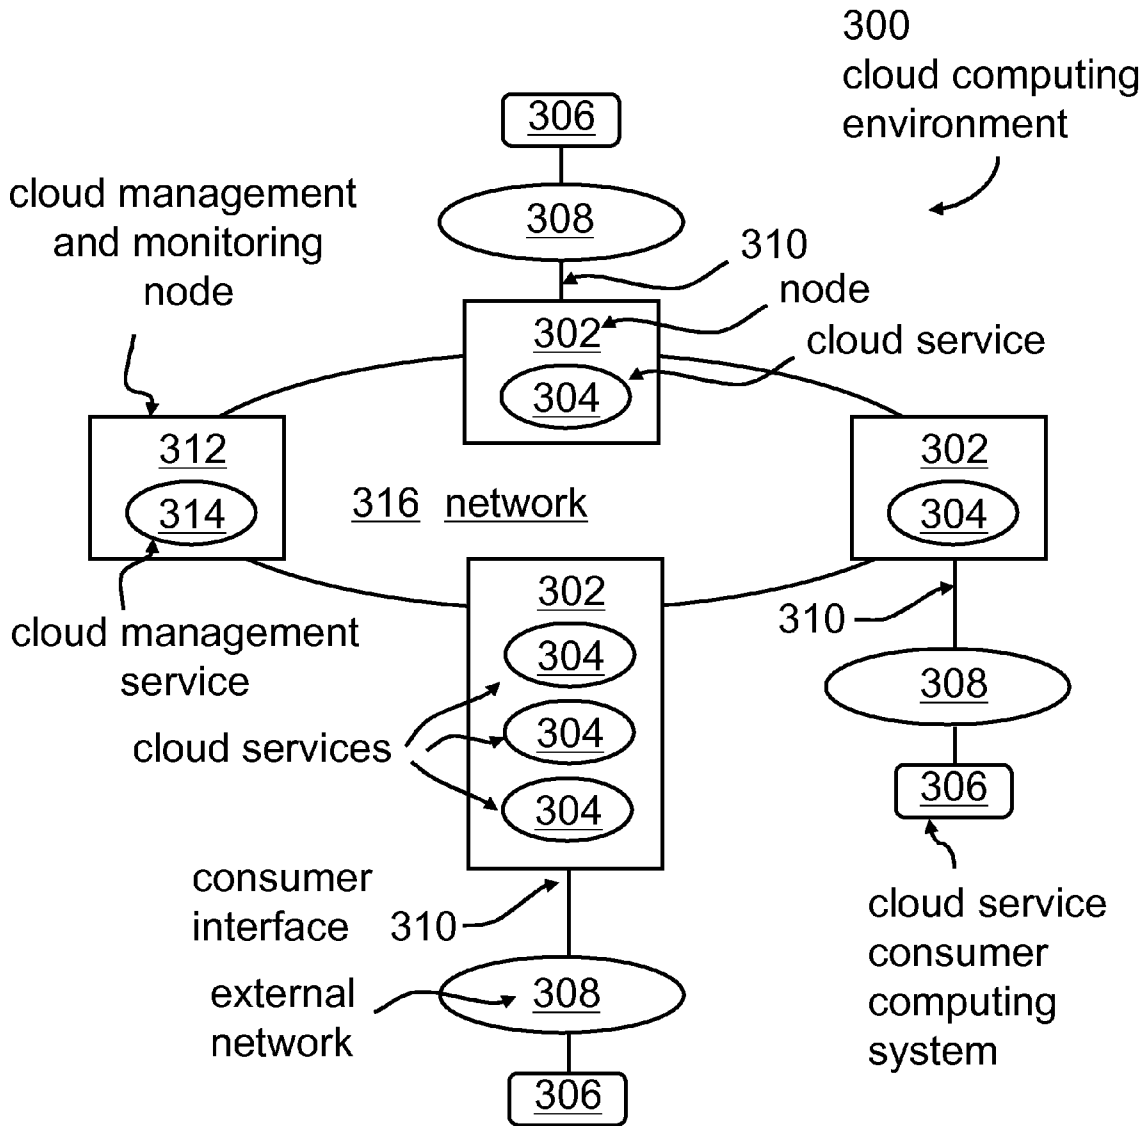 300
cloud computing
environment
306
cloud management
and monitoring
node
308
310
node
302
cloud service
304
312
314
316 network
302
304
302
304
304
304
cloud management
service
cloud services
310
308
306
cloud service
consumer
computing
system
consumer
interface
310
external
network
308
306